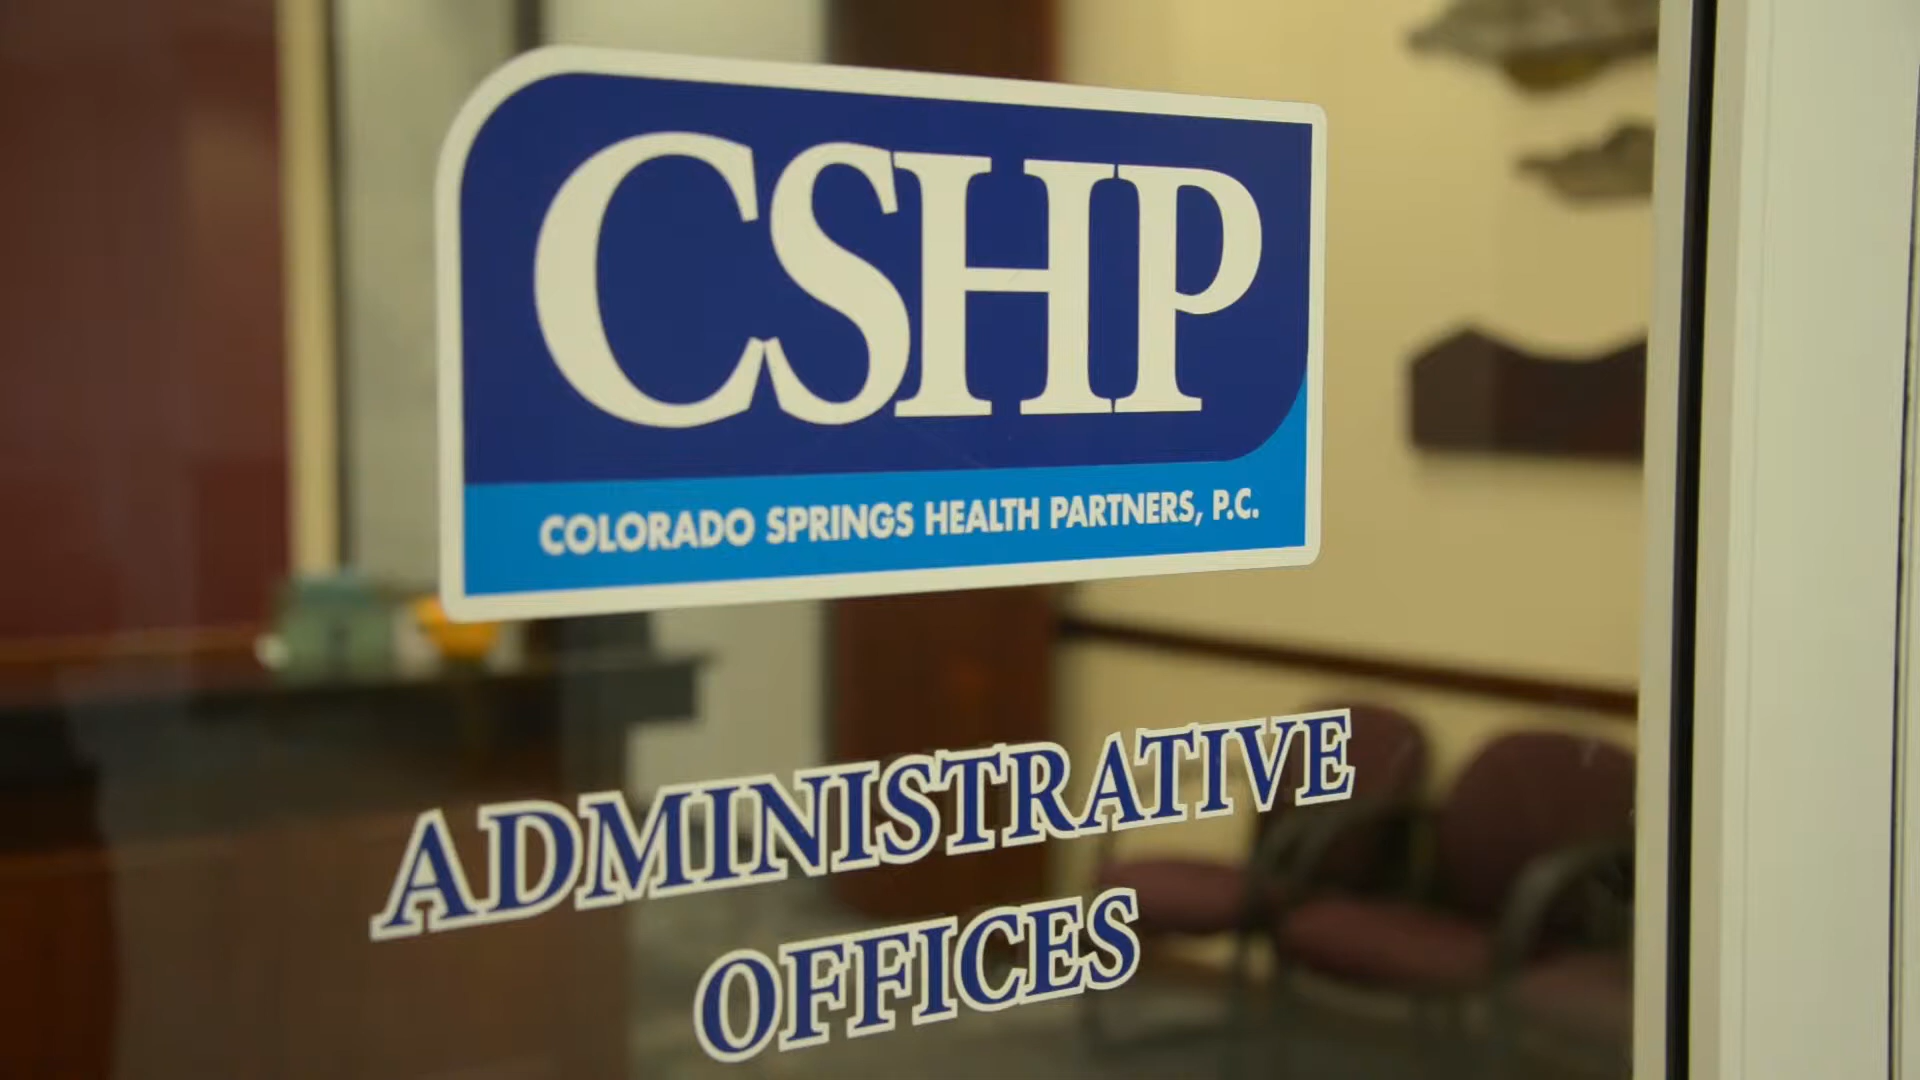 CSHP
COLORADO SPRINGS HEALTH PARTNERS, P.C.
ADMINISTRATIVE
OFFICES